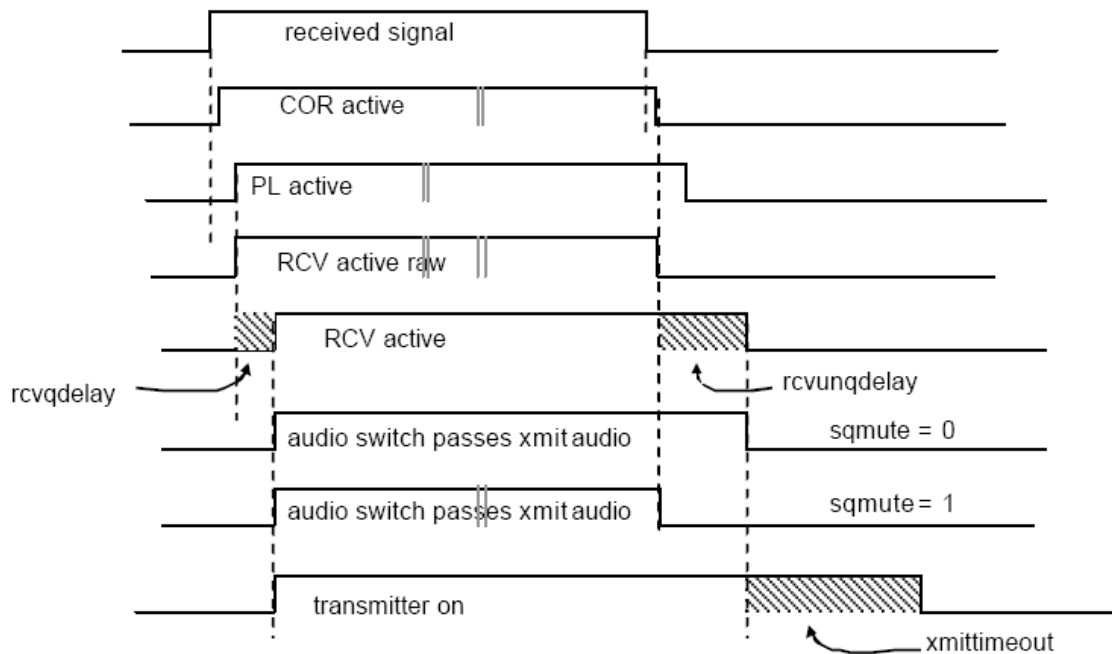 received signal
COR active
PL active
RCV active raw
RCV active
rcvqdelay
rcvunqdelay
audio switch passes xmit audio
sqmute = 0
audio switch passes xmit audio
sqmute = 1
transmitter on
xmittimeout